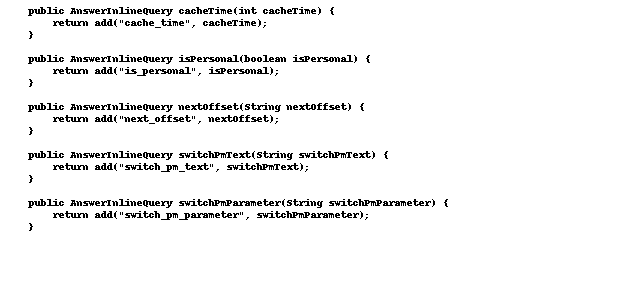 public AnswerInlineQuery cacheTime(int cacheTime) {
    return add("cache_time", cacheTime);
}

public AnswerInlineQuery isPersonal(boolean isPersonal) {
    return add("is_personal", isPersonal);
}

public AnswerInlineQuery nextOffset(String nextOffset) {
    return add("next_offset", nextOffset);
}

public AnswerInlineQuery switchPmText(String switchPmText) {
    return add("switch_pm_text", switchPmText);
}

public AnswerInlineQuery switchPmParameter(String switchPmParameter) {
    return add("switch_pm_parameter", switchPmParameter);
}